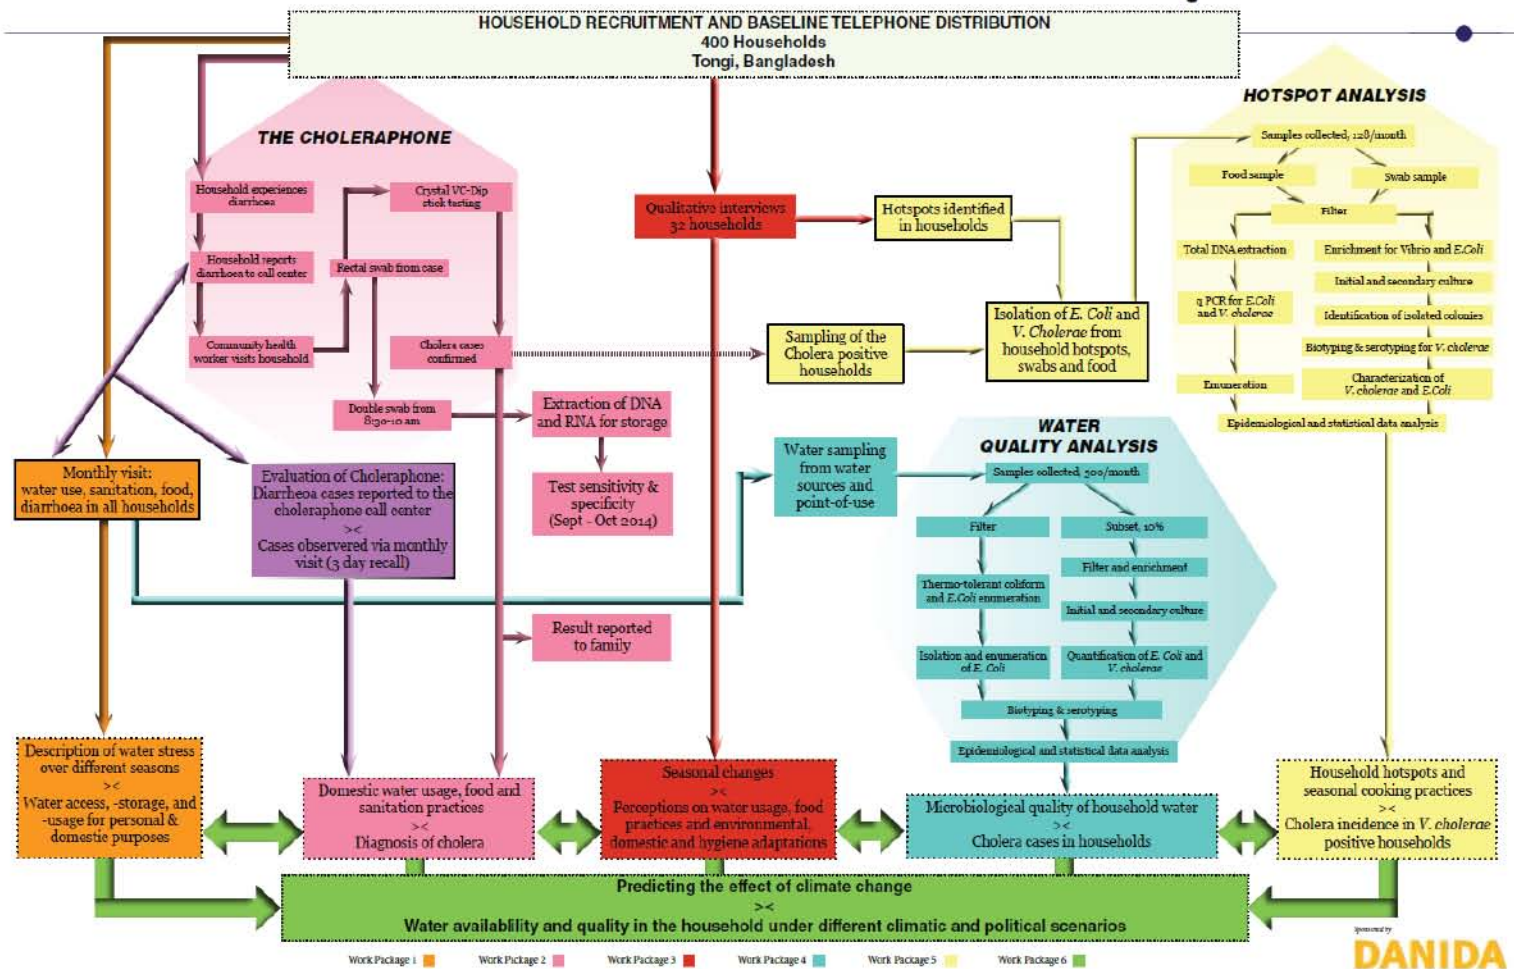 HOUSEHOLD RECRUITMENT AND BASELINE TELEPHONE DISTRIBUTION
400 Households
Tongi, Bangladesh
THE CHOLERAPHONE
Household experiences
diarrhoea
Household reports
diarrhoea to call center
Community health
worker visits household
Crystal VC-Dip
stick testing
Rectal swab from case
Cholera cases
confirmed
Double swab from
8:30-10 am
Extraction of DNA
and RNA for storage
Test sensitivity &
specificity
(Sept - Oct 2014)
Result reported
to family
Qualitative interviews
32 households
Hotspots identified
in households
Sampling of the
Cholera positive
households
Isolation of E. Coli and
V. Cholerae from
household hotspots,
swabs and food
HOTSPOT ANALYSIS
Samples collected, 128/month
Food sample
Swab sample
Filter
Total DNA extraction
q PCR for E.Coli
and V. cholerae
Emuneration
Enrichment for Vibrio and E.Coli
Initial and secondary culture
Identification of isolated colonies
Biotyping & serotyping for V. cholerae
Characterization of
V. cholerae and E.Coli
Epidemiological and statistical data analysis
Monthly visit:
water use, sanitation, food,
diarrhoea in all households
Evaluation of Choleraphone:
Diarrheoa cases reported to the
choleraphone call center
><
Cases observered via monthly
visit (3 day recall)
Water sampling
from water
sources and
point-of-use
WATER
QUALITY ANALYSIS
Samples collected, 300/month
Filter
Thermo-tolerant coliform
and E.Coli enumeration
Isolation and enumeration
of E. Coli
Subset, 10%
Filter and enrichment
Initial and secondary culture
Quantification of E. Coli and
V. cholerae
Biotyping & serotyping
Epidemiological and statistical data analysis
Description of water stress
over different seasons
><
Water access, -storage, and
-usage for personal &
domestic purposes
Domestic water usage, food and
sanitation practices
><
Diagnosis of cholera
Seasonal changes
><
Perceptions on water usage, food
practices and environmental,
domestic and hygiene adaptations
Microbiological quality of household water
><
Cholera cases in households
Household hotspots and
seasonal cooking practices
><
Cholera incidence in V. cholerae
positive households
Predicting the effect of climate change
><
Water availablility and quality in the household under different climatic and political scenarios
Work Package 1
Work Package 2
Work Package 3
Work Package 4
Work Package 5
Work Package 6
Sponsored by
DANIDA